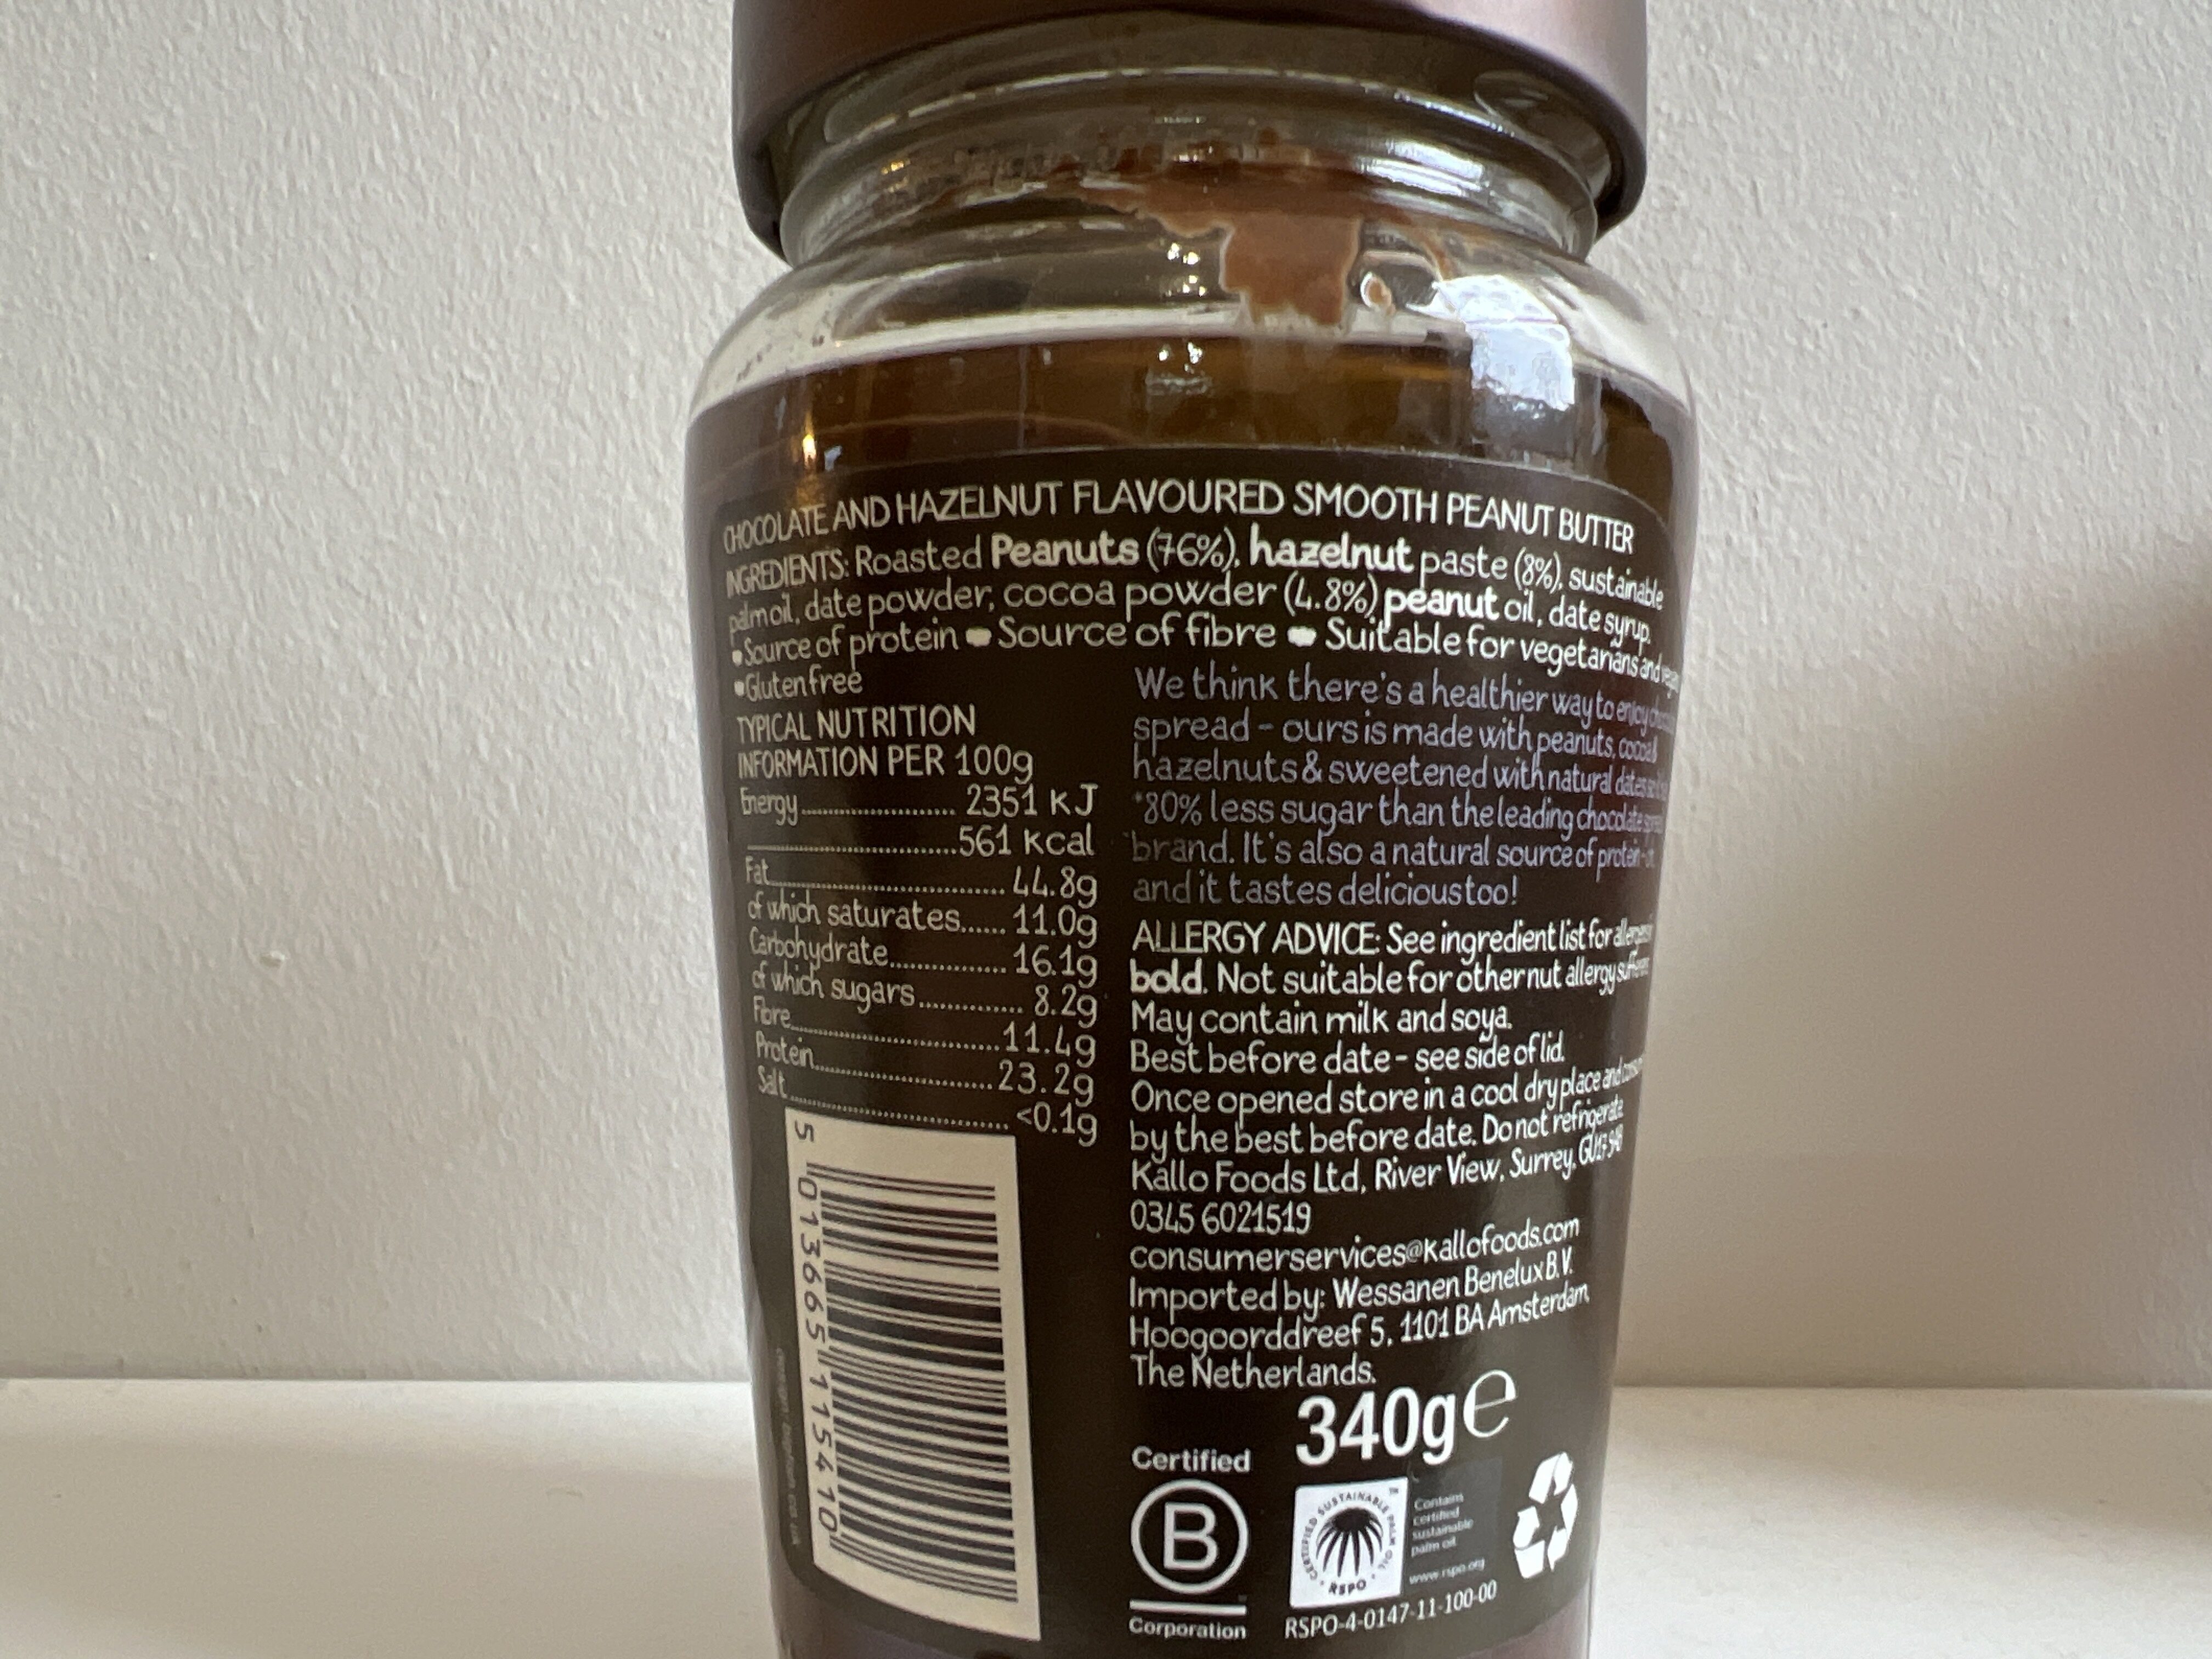 CHOCOLATE AND HAZELNUT FLAVOURED SMOOTH PEANUT BUTTER
INGREDIENTS: Roasted Peanuts (76%), hazelnut paste (8%), sustainable
palm oil, date powder, cocoa powder (4.8%) peanut oil, date syrup.
• Source of protein • Source of fibre • Suitable for vegetarians and
• Gluten free
TYPICAL NUTRITION
INFORMATION PER 100g
Energy.................... 2351 kJ
..........................561 kcal
Fat.............................. 44.8g
of which saturates...... 11.0g
Carbohydrate............... 16.1g
of which sugars............. 8.2g
Fibre............................11.4g
Protein........................23.2g
Salt.............................<0.1g
We think there's a healthier way to enjoy
spread - ours is made with peanuts, cocoa &
hazelnuts & sweetened with natural dates
*80% less sugar than the leading chocolate
brand. It's also a natural source of protein
and it tastes delicious too!
ALLERGY ADVICE: See ingredient list for
bold. Not suitable for other nut allergy
May contain milk and soya.
Best before date - see side of lid.
Once opened store in a cool dry place and
by the best before date. Do not refrigerate.
Kallo Foods Ltd, River View, Surrey,
0345 6021519
consumerservices@kallofoods.com
Imported by: Wessanen Benelux B.V.
Hoogoorddreef 5, 1101 BA Amsterdam,
The Netherlands.
340g e
5 013665 115410
Certified
B
Corporation
CERTIFIED SUSTAINABLE PALM OIL
RSPO
TM
Contains
certified
sustainable
palm oil
www.rspo.org
RSPO-4-0147-11-100-00